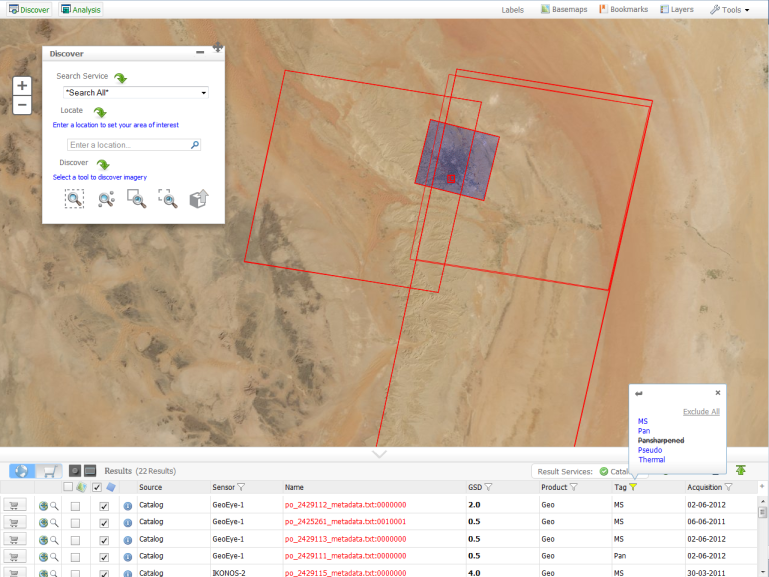 Discover Analysis Labels Basemaps Bookmarks Layers Tools
Discover
Search Service
*Search All*
Locate
Enter a location to set your area of interest
Enter a location...
Discover
Select a tool to discover imagery
Exclude All
MS
Pan
Pansharpened
Pseudo
Thermal
Results (22 Results) Result Services:
Source Sensor Name GSD Product Tag Acquisition
Catalog GeoEye-1 po_2429112_metadata.txt:0000000 2.0 Geo MS 02-06-2012
Catalog GeoEye-1 po_2425261_metadata.txt:0010001 0.5 Geo MS 06-06-2011
Catalog GeoEye-1 po_2429113_metadata.txt:0000000 0.5 Geo MS 02-06-2012
Catalog GeoEye-1 po_2429111_metadata.txt:0000000 0.5 Geo Pan 02-06-2012
Catalog IKONOS-2 po_2429115_metadata.txt:0000000 4.0 Geo MS 30-03-2011